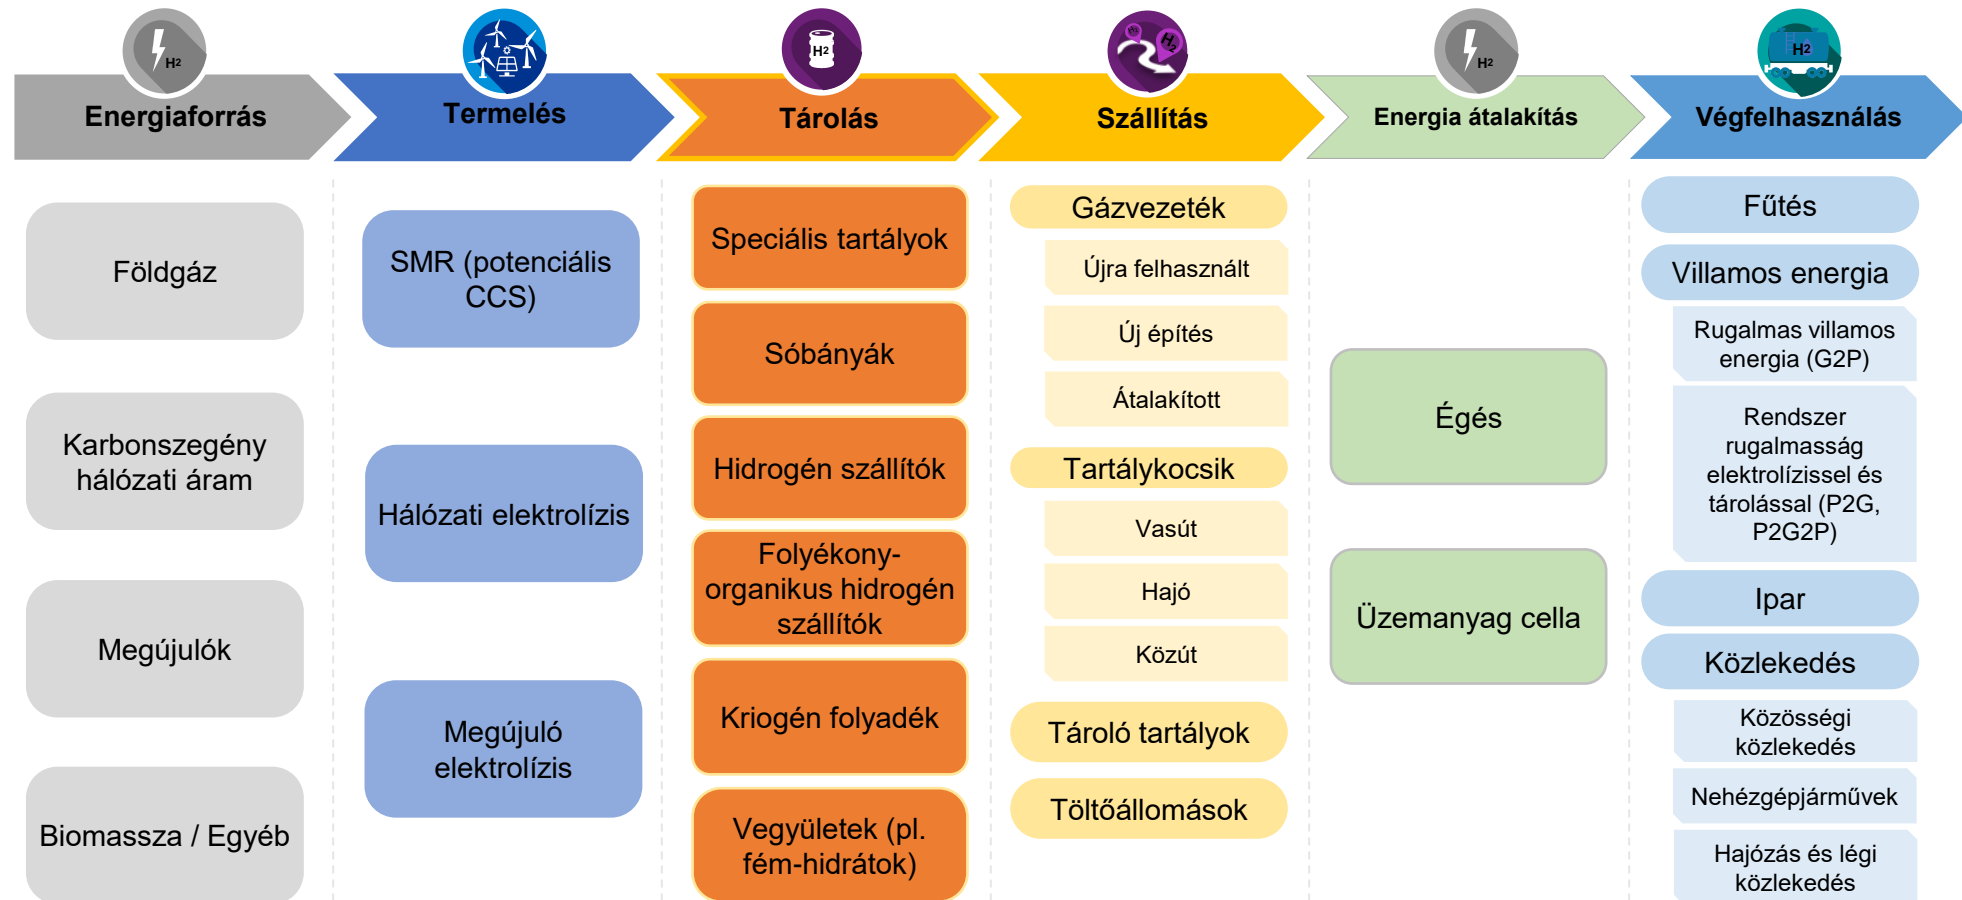 H2
H2
H2
H2
H2
H2
Energiaforrás
Termelés
Tárolás
Szállítás
Energia átalakítás
Végfelhasználás
Földgáz
Karbonszegény
hálózati áram
Megújulók
Biomassza / Egyéb
SMR (potenciális
CCS)
Hálózati elektrolízis
Megújuló
elektrolízis
Speciális tartályok
Sóbányák
Hidrogén szállítók
Folyékony-
organikus hidrogén
szállítók
Kriogén folyadék
Vegyületek (pl.
fém-hidrátok)
Gázvezeték
Újra felhasznált
Új építés
Átalakított
Tartálykocsik
Vasút
Hajó
Közút
Tároló tartályok
Töltőállomások
Égés
Üzemanyag cella
Fűtés
Villamos energia
Rugalmas villamos
energia (G2P)
Rendszer
rugalmasság
elektrolízissel és
tárolással (P2G,
P2G2P)
Ipar
Közlekedés
Közösségi
közlekedés
Nehézgépjárművek
Hajózás és légi
közlekedés